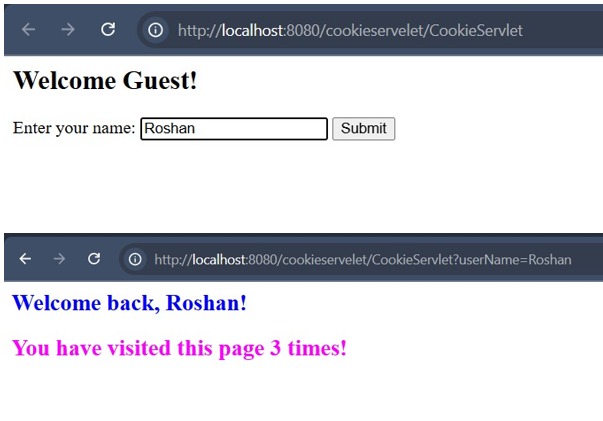 http://localhost:8080/cookieservelet/CookieServlet
Welcome Guest!
Enter your name: Roshan Submit
http://localhost:8080/cookieservelet/CookieServlet?userName=Roshan
Welcome back, Roshan!
You have visited this page 3 times!